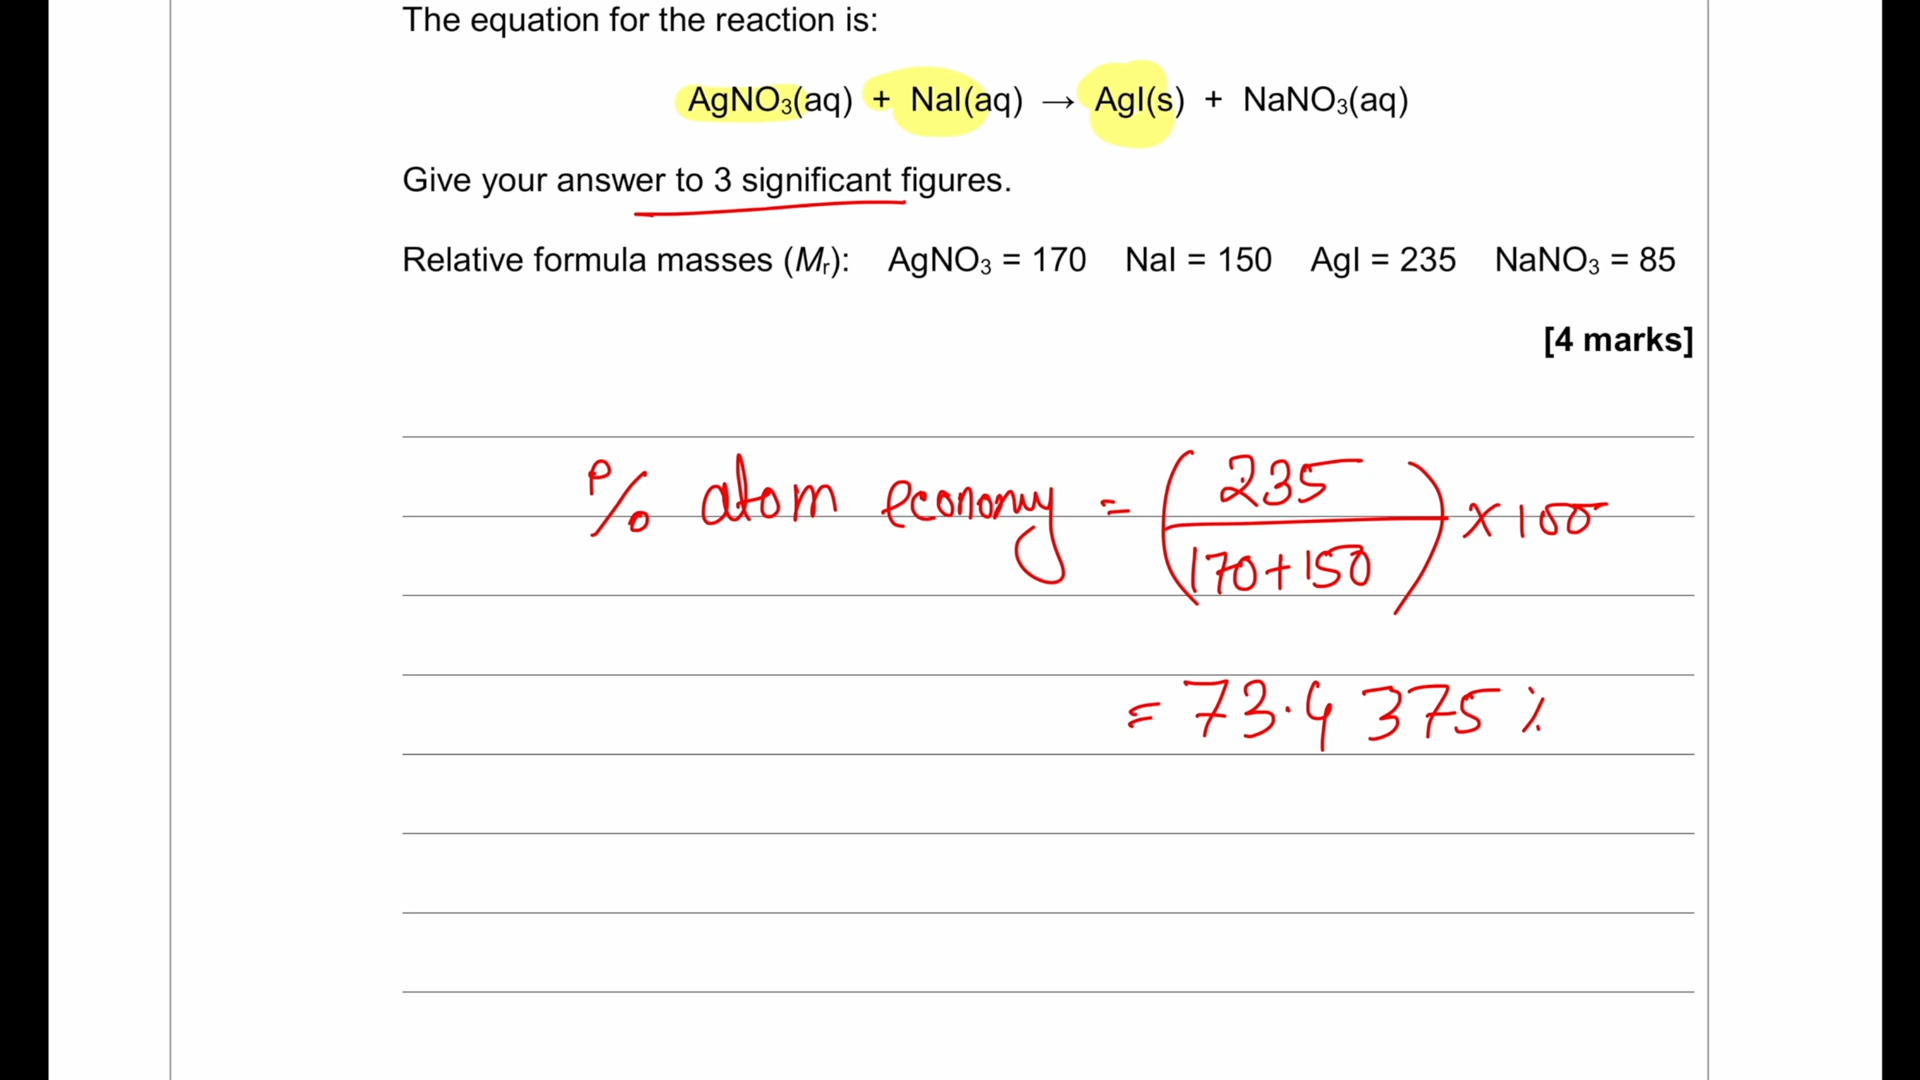 The equation for the reaction is:
AgNO₃(aq) + NaI(aq) → AgI(s) + NaNO₃(aq)
Give your answer to 3 significant figures.
Relative formula masses (Mᵣ): AgNO₃ = 170 NaI = 150 AgI = 235 NaNO₃ = 85
[4 marks]
% atom economy = (235 / 170+150) × 100
= 73.4375 %